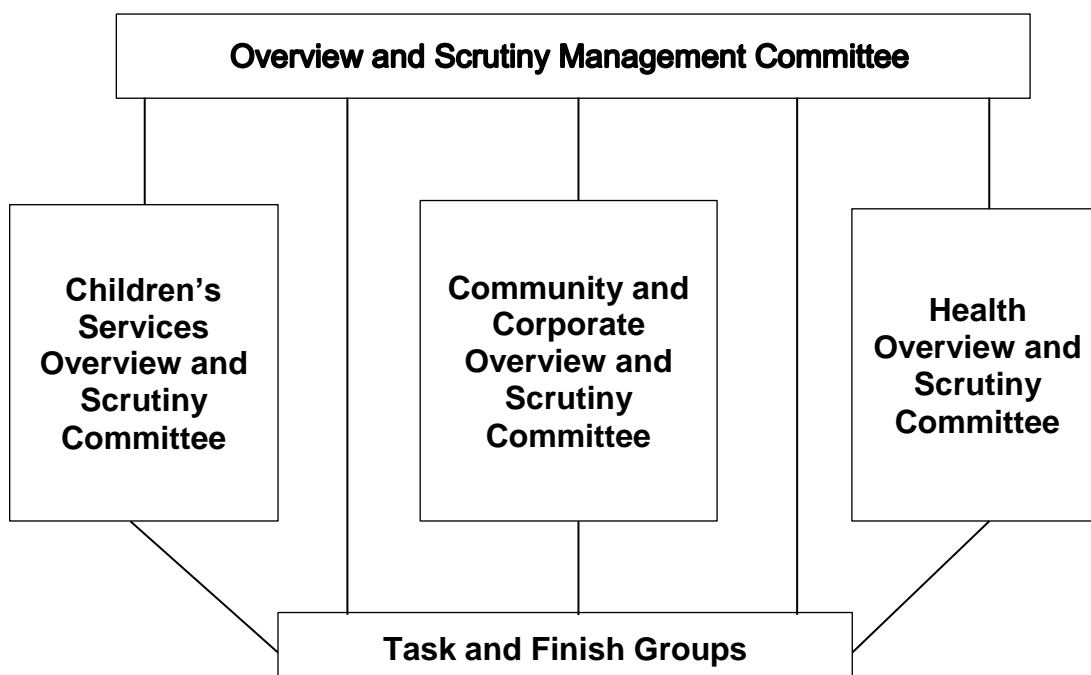 Overview and Scrutiny Management Committee
Children’s
Services
Overview and
Scrutiny
Committee
Community and
Corporate
Overview and
Scrutiny
Committee
Health
Overview and
Scrutiny
Committee
Task and Finish Groups